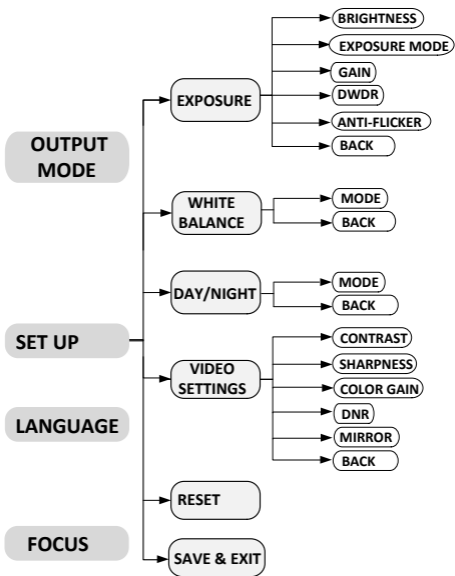 OUTPUT
MODE
SET UP
LANGUAGE
FOCUS
EXPOSURE
BRIGHTNESS
EXPOSURE MODE
GAIN
DWDR
ANTI-FLICKER
BACK
WHITE
BALANCE
MODE
BACK
DAY/NIGHT
MODE
BACK
VIDEO
SETTINGS
CONTRAST
SHARPNESS
COLOR GAIN
DNR
MIRROR
BACK
RESET
SAVE & EXIT